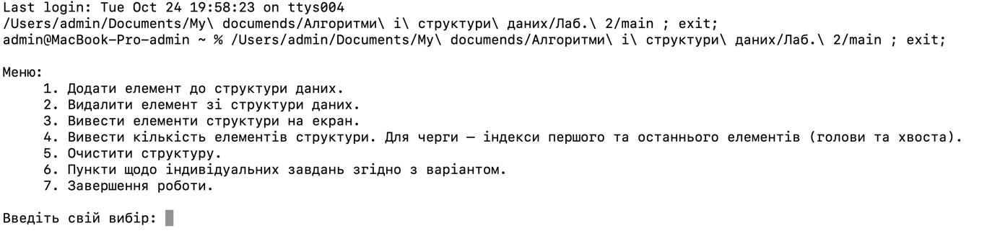 Last login: Tue Oct 24 19:58:23 on ttys004
/Users/admin/Documents/My\ documends/Алгоритми\ і\ структури\ даних/Лаб.\ 2/main ; exit;
admin@MacBook-Pro-admin ~ % /Users/admin/Documents/My\ documends/Алгоритми\ і\ структури\ даних/Лаб.\ 2/main ; exit;
Меню:
1. Додати елемент до структури даних.
2. Видалити елемент зі структури даних.
3. Вивести елементи структури на екран.
4. Вивести кількість елементів структури. Для черги — індекси першого та останнього елементів (голови та хвоста).
5. Очистити структуру.
6. Пункти щодо індивідуальних завдань згідно з варіантом.
7. Завершення роботи.
Введіть свій вибір: